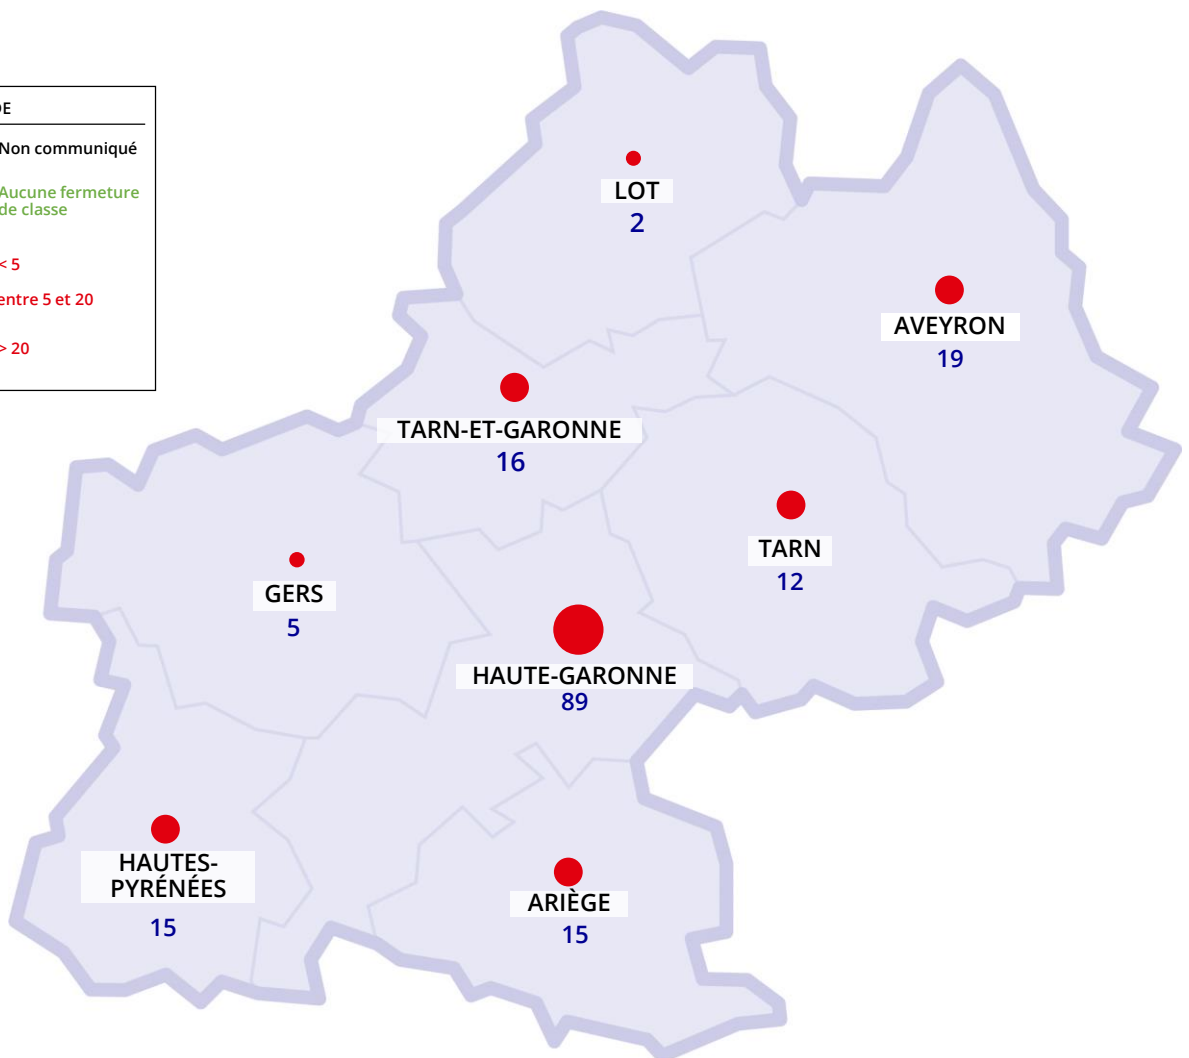 DE
Non communiqué
Aucune fermeture
de classe
< 5
entre 5 et 20
> 20
LOT
2
AVEYRON
19
TARN-ET-GARONNE
16
TARN
12
GERS
5
HAUTE-GARONNE
89
HAUTES-
PYRÉNÉES
15
ARIÈGE
15